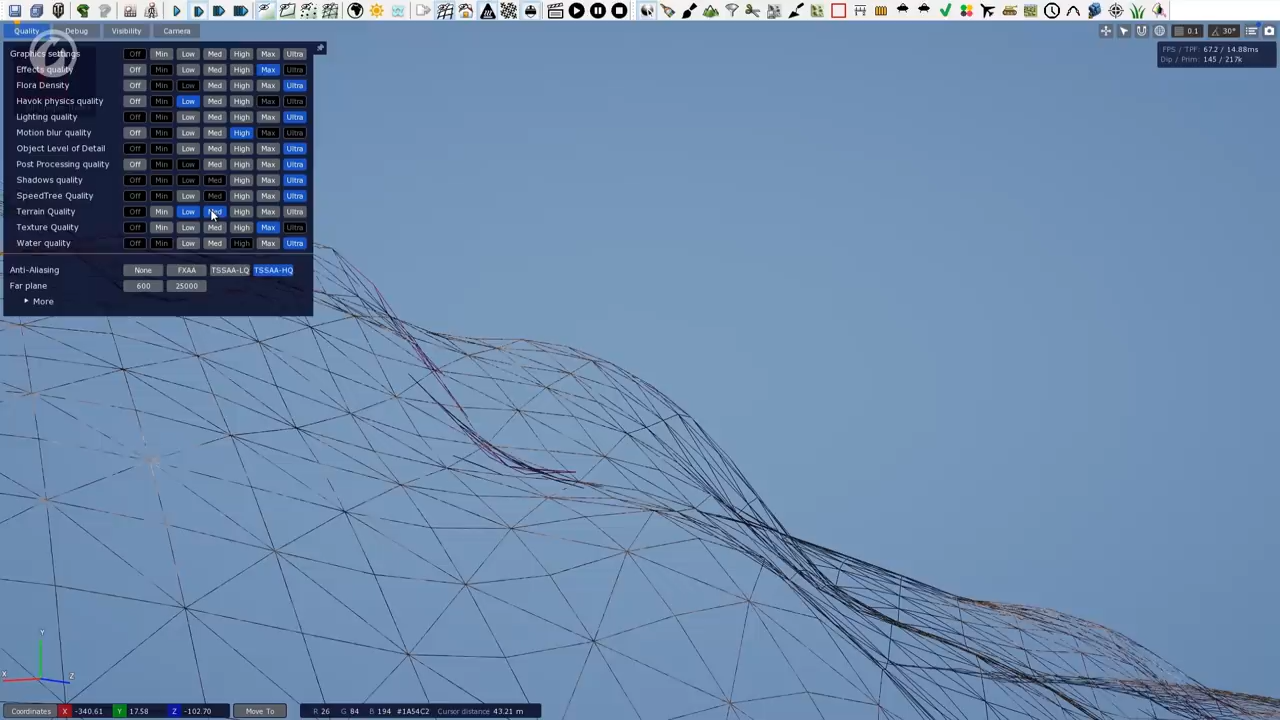 0.1 30°
Quality Debug Visibility Camera
FPS / TPF: 67.2 / 14.88ms
Dip / Prim: 145 / 217k
Graphics settings Off Min Low Med High Max Ultra
Effects quality Off Min Low Med High Max Ultra
Flora Density Off Min Low Med High Max Ultra
Havok physics quality Off Min Low Med High Max Ultra
Lighting quality Off Min Low Med High Max Ultra
Motion blur quality Off Min Low Med High Max Ultra
Object Level of Detail Off Min Low Med High Max Ultra
Post Processing quality Off Min Low Med High Max Ultra
Shadows quality Off Min Low Med High Max Ultra
SpeedTree Quality Off Min Low Med High Max Ultra
Terrain Quality Off Min Low Med High Max Ultra
Texture Quality Off Min Low Med High Max Ultra
Water quality Off Min Low Med High Max Ultra
Anti-Aliasing None FXAA TSSAA-LQ TSSAA-HQ
Far plane 600 25000
More
Y
X Z
Coordinates X -340.61 Y 17.58 Z -102.70 Move To R 26 G 84 B 194 #1A54C2 Cursor distance 43.21 m